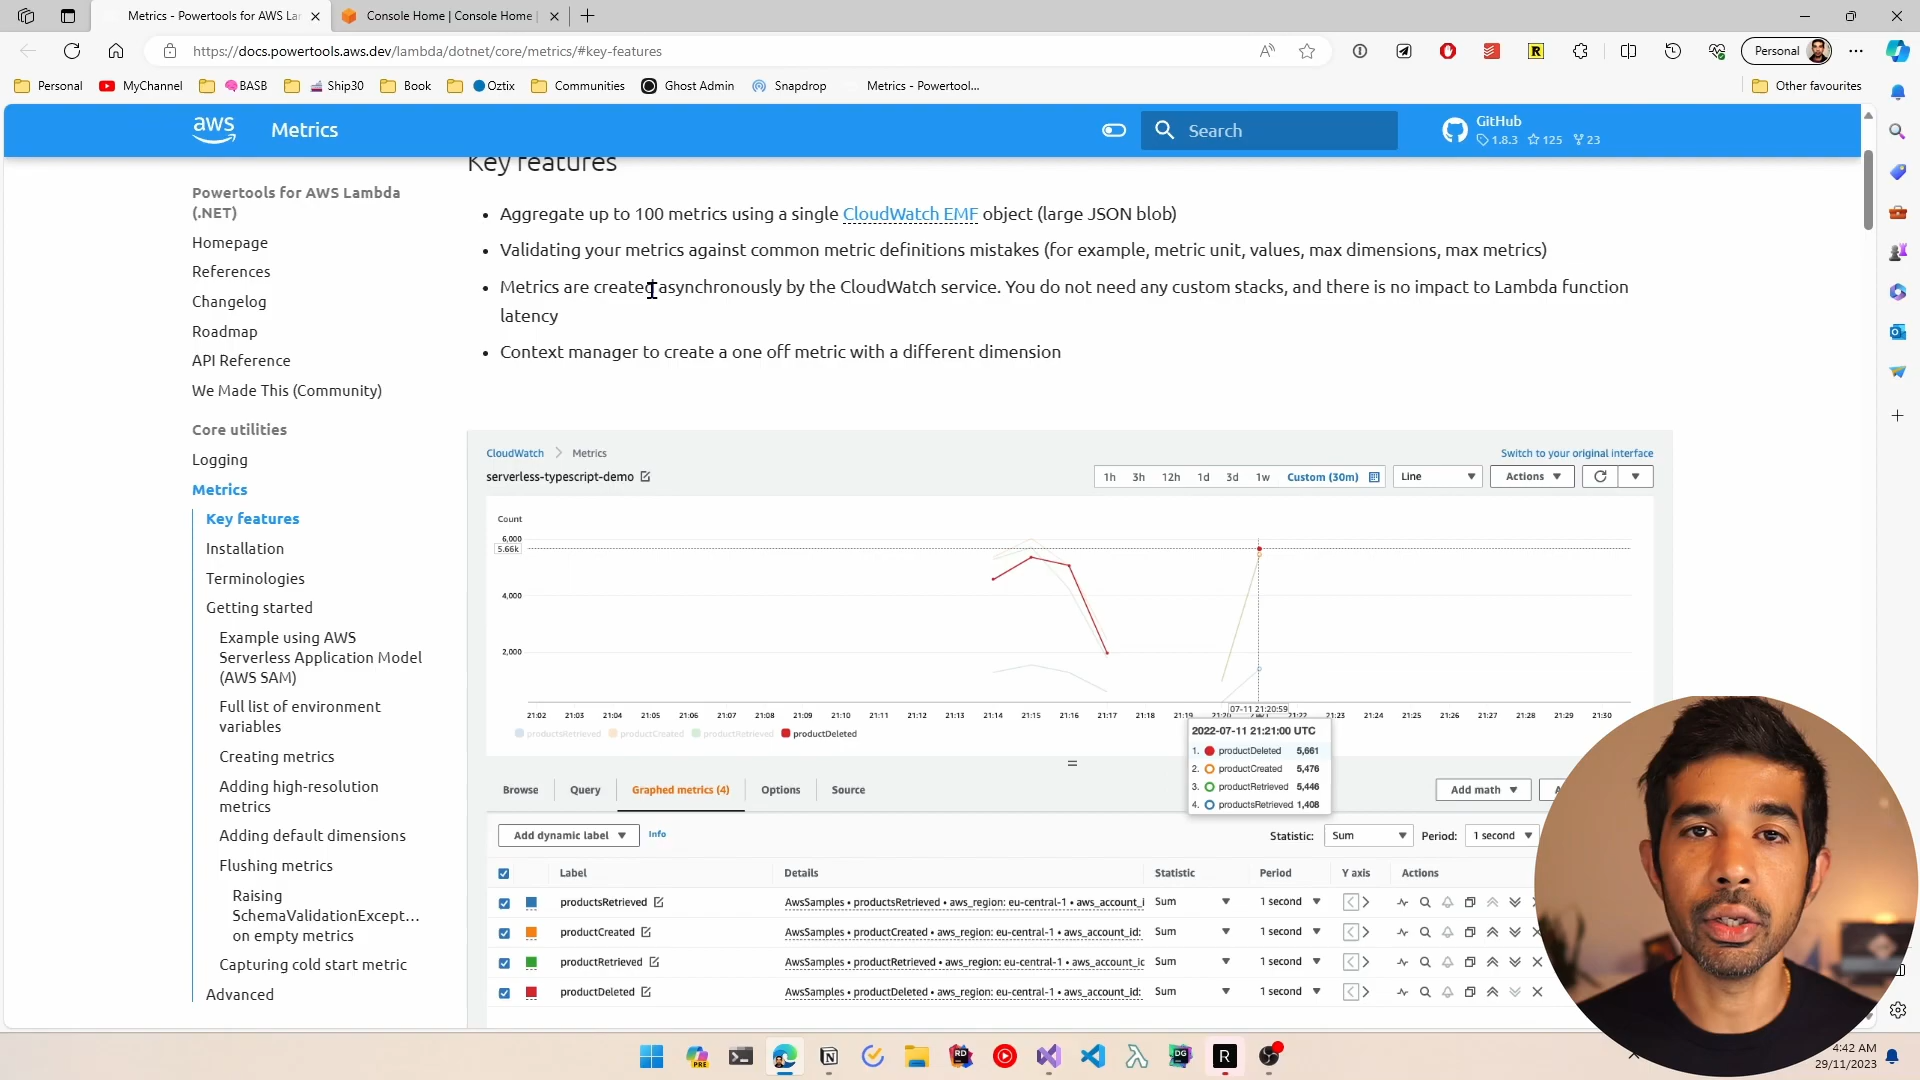 Metrics - Powertools for AWS La
Console Home | Console Home
https://docs.powertools.aws.dev/lambda/dotnet/core/metrics/#key-features
Personal
Personal
MyChannel
BASB
Ship30
Book
Oztix
Communities
Ghost Admin
Snapdrop
Metrics - Powertool...
Other favourites
aws
Metrics
Search
GitHub
1.8.3
125
23
Key features
Aggregate up to 100 metrics using a single CloudWatch EMF object (large JSON blob)
Validating your metrics against common metric definitions mistakes (for example, metric unit, values, max dimensions, max metrics)
Metrics are created asynchronously by the CloudWatch service. You do not need any custom stacks, and there is no impact to Lambda function
latency
Context manager to create a one off metric with a different dimension
Powertools for AWS Lambda
(.NET)
Homepage
References
Changelog
Roadmap
API Reference
We Made This (Community)
Core utilities
Logging
Metrics
Key features
Installation
Terminologies
Getting started
Example using AWS
Serverless Application Model
(AWS SAM)
Full list of environment
variables
Creating metrics
Adding high-resolution
metrics
Adding default dimensions
Flushing metrics
Raising
SchemaValidationExcept...
on empty metrics
Capturing cold start metric
Advanced
CloudWatch
Metrics
Switch to your original interface
serverless-typescript-demo
1h 3h 12h 1d 3d 1w Custom (30m)
Line
Actions
Count
6,000
5.66k
4,000
2,000
21:02 21:03 21:04 21:05 21:06 21:07 21:08 21:09 21:10 21:11 21:12 21:13 21:14 21:15 21:16 21:17 21:18 21:19 21:20 21:22 21:23 21:24 21:25 21:26 21:27 21:28 21:29 21:30
07-11 21:20:59
productsRetrieved productCreated productRetrieved productDeleted
2022-07-11 21:21:00 UTC
1. productDeleted 5,661
2. productCreated 5,476
3. productRetrieved 5,446
4. productsRetrieved 1,408
Browse
Query
Graphed metrics (4)
Options
Source
Add math
Add dynamic label
Info
Statistic:
Sum
Period:
1 second
Label Details Statistic Period Y axis Actions
productsRetrieved AwsSamples • productsRetrieved • aws_region: eu-central-1 • aws_account_i Sum 1 second
productCreated AwsSamples • productCreated • aws_region: eu-central-1 • aws_account_id: Sum 1 second
productRetrieved AwsSamples • productRetrieved • aws_region: eu-central-1 • aws_account_ic Sum 1 second
productDeleted AwsSamples • productDeleted • aws_region: eu-central-1 • aws_account_id: Sum 1 second
PRE
RD
DG
R
4:42 AM
29/11/2023